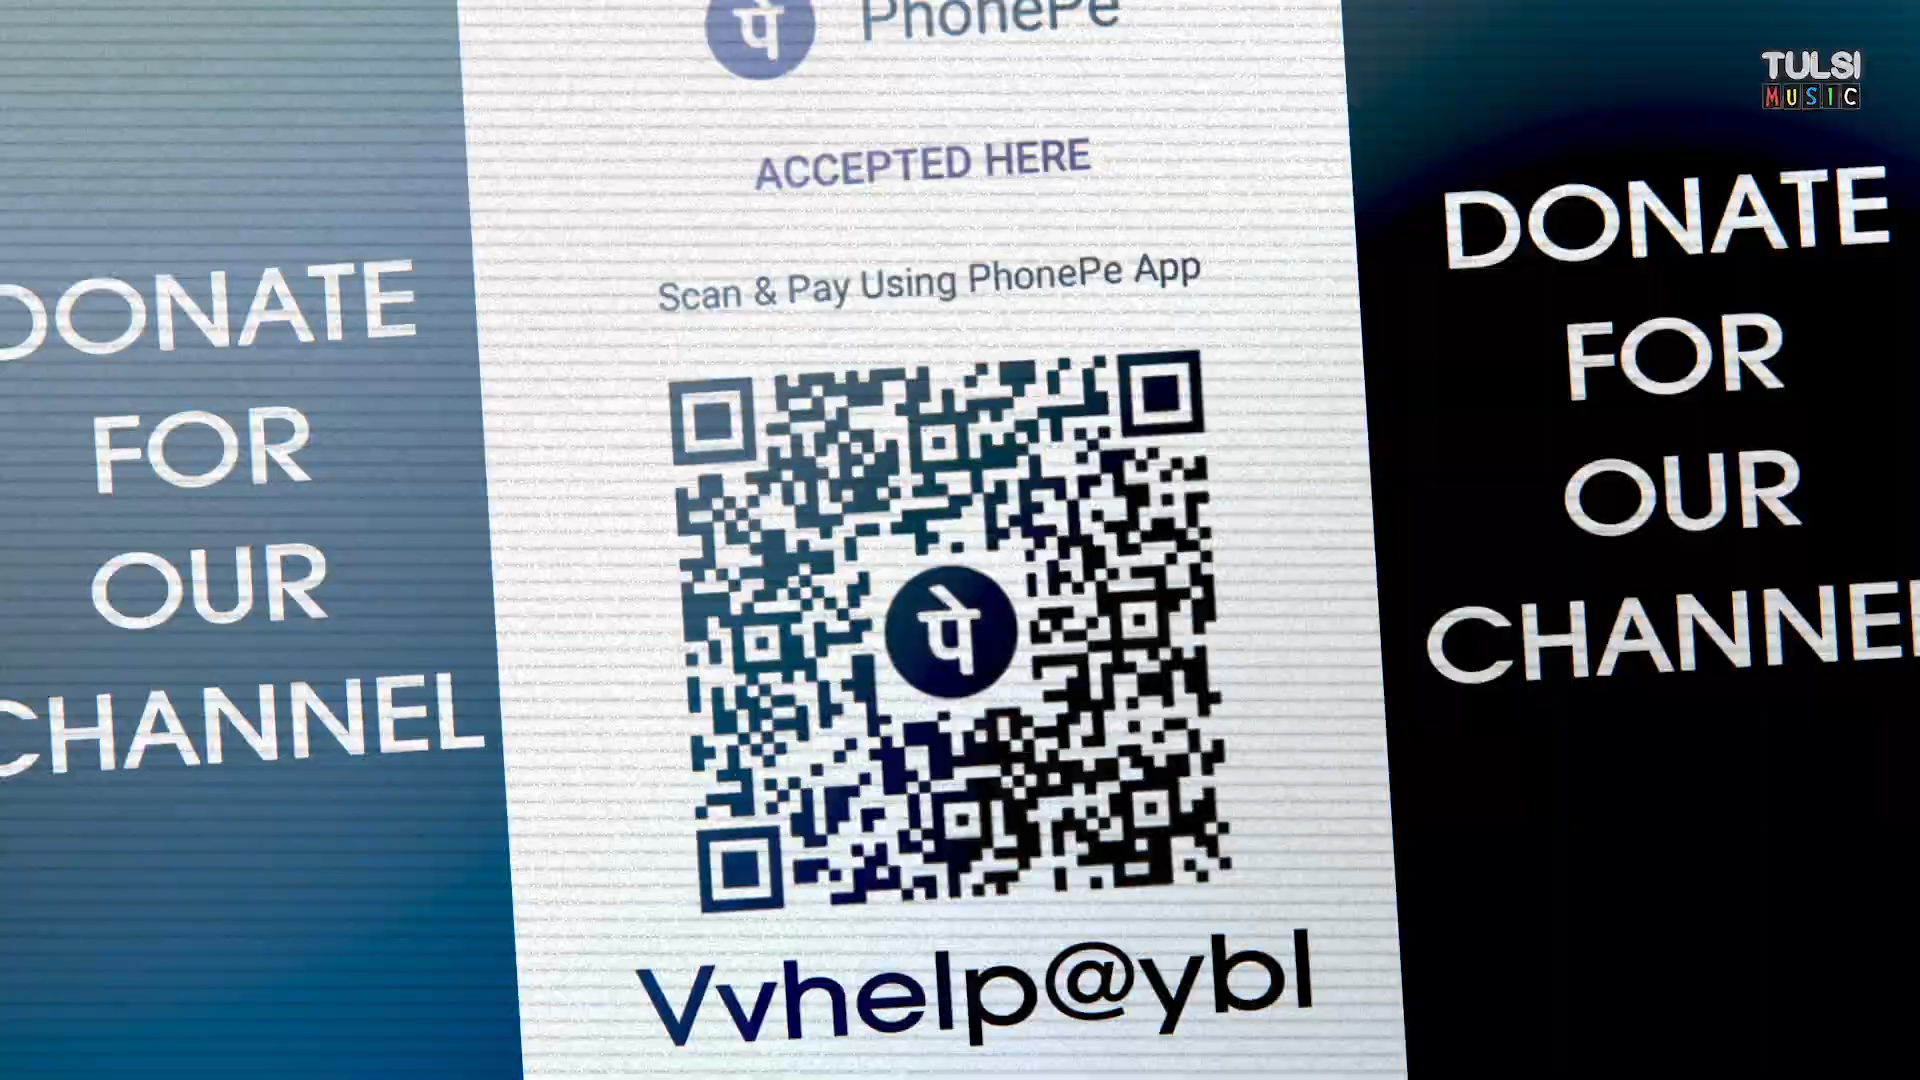 पे PhonePe
ACCEPTED HERE
Scan & Pay Using PhonePe App
पे
Vvhelp@ybl
DONATE
FOR
OUR
CHANNEL
DONATE
FOR
OUR
CHANNEL
TULSI
MUSIC